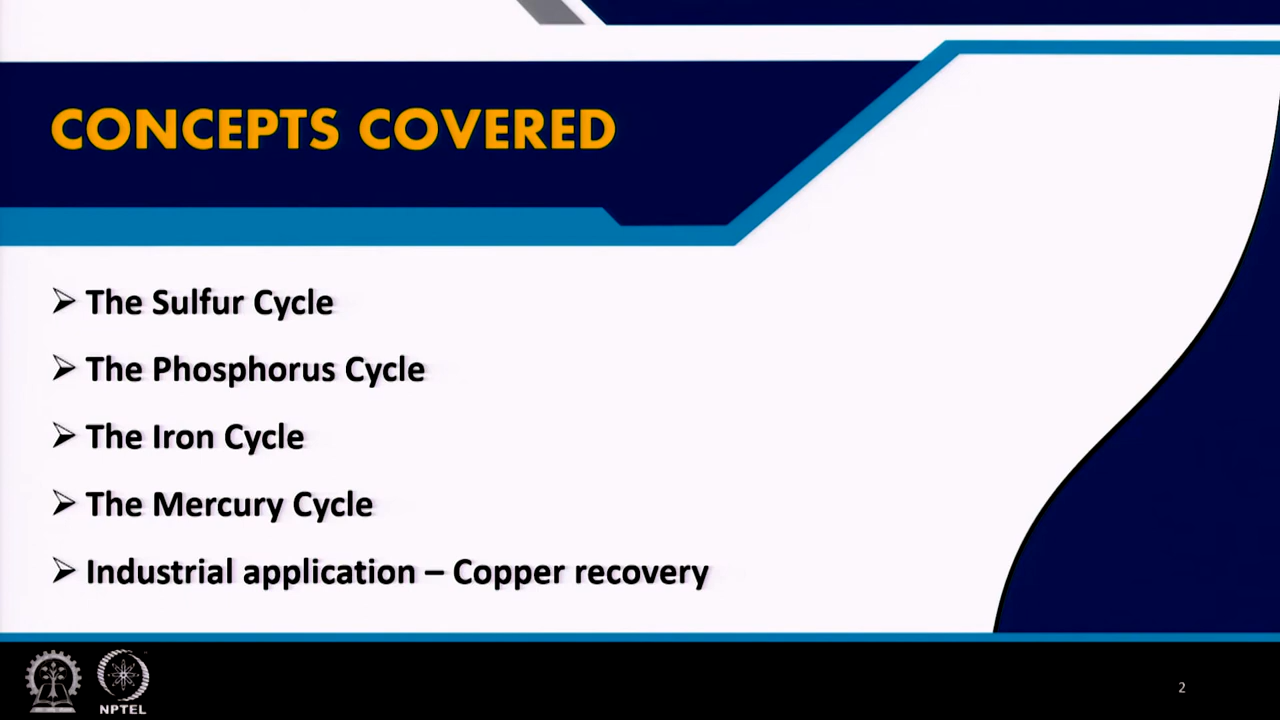 CONCEPTS COVERED
➢ The Sulfur Cycle
➢ The Phosphorus Cycle
➢ The Iron Cycle
➢ The Mercury Cycle
➢ Industrial application – Copper recovery
NPTEL
2